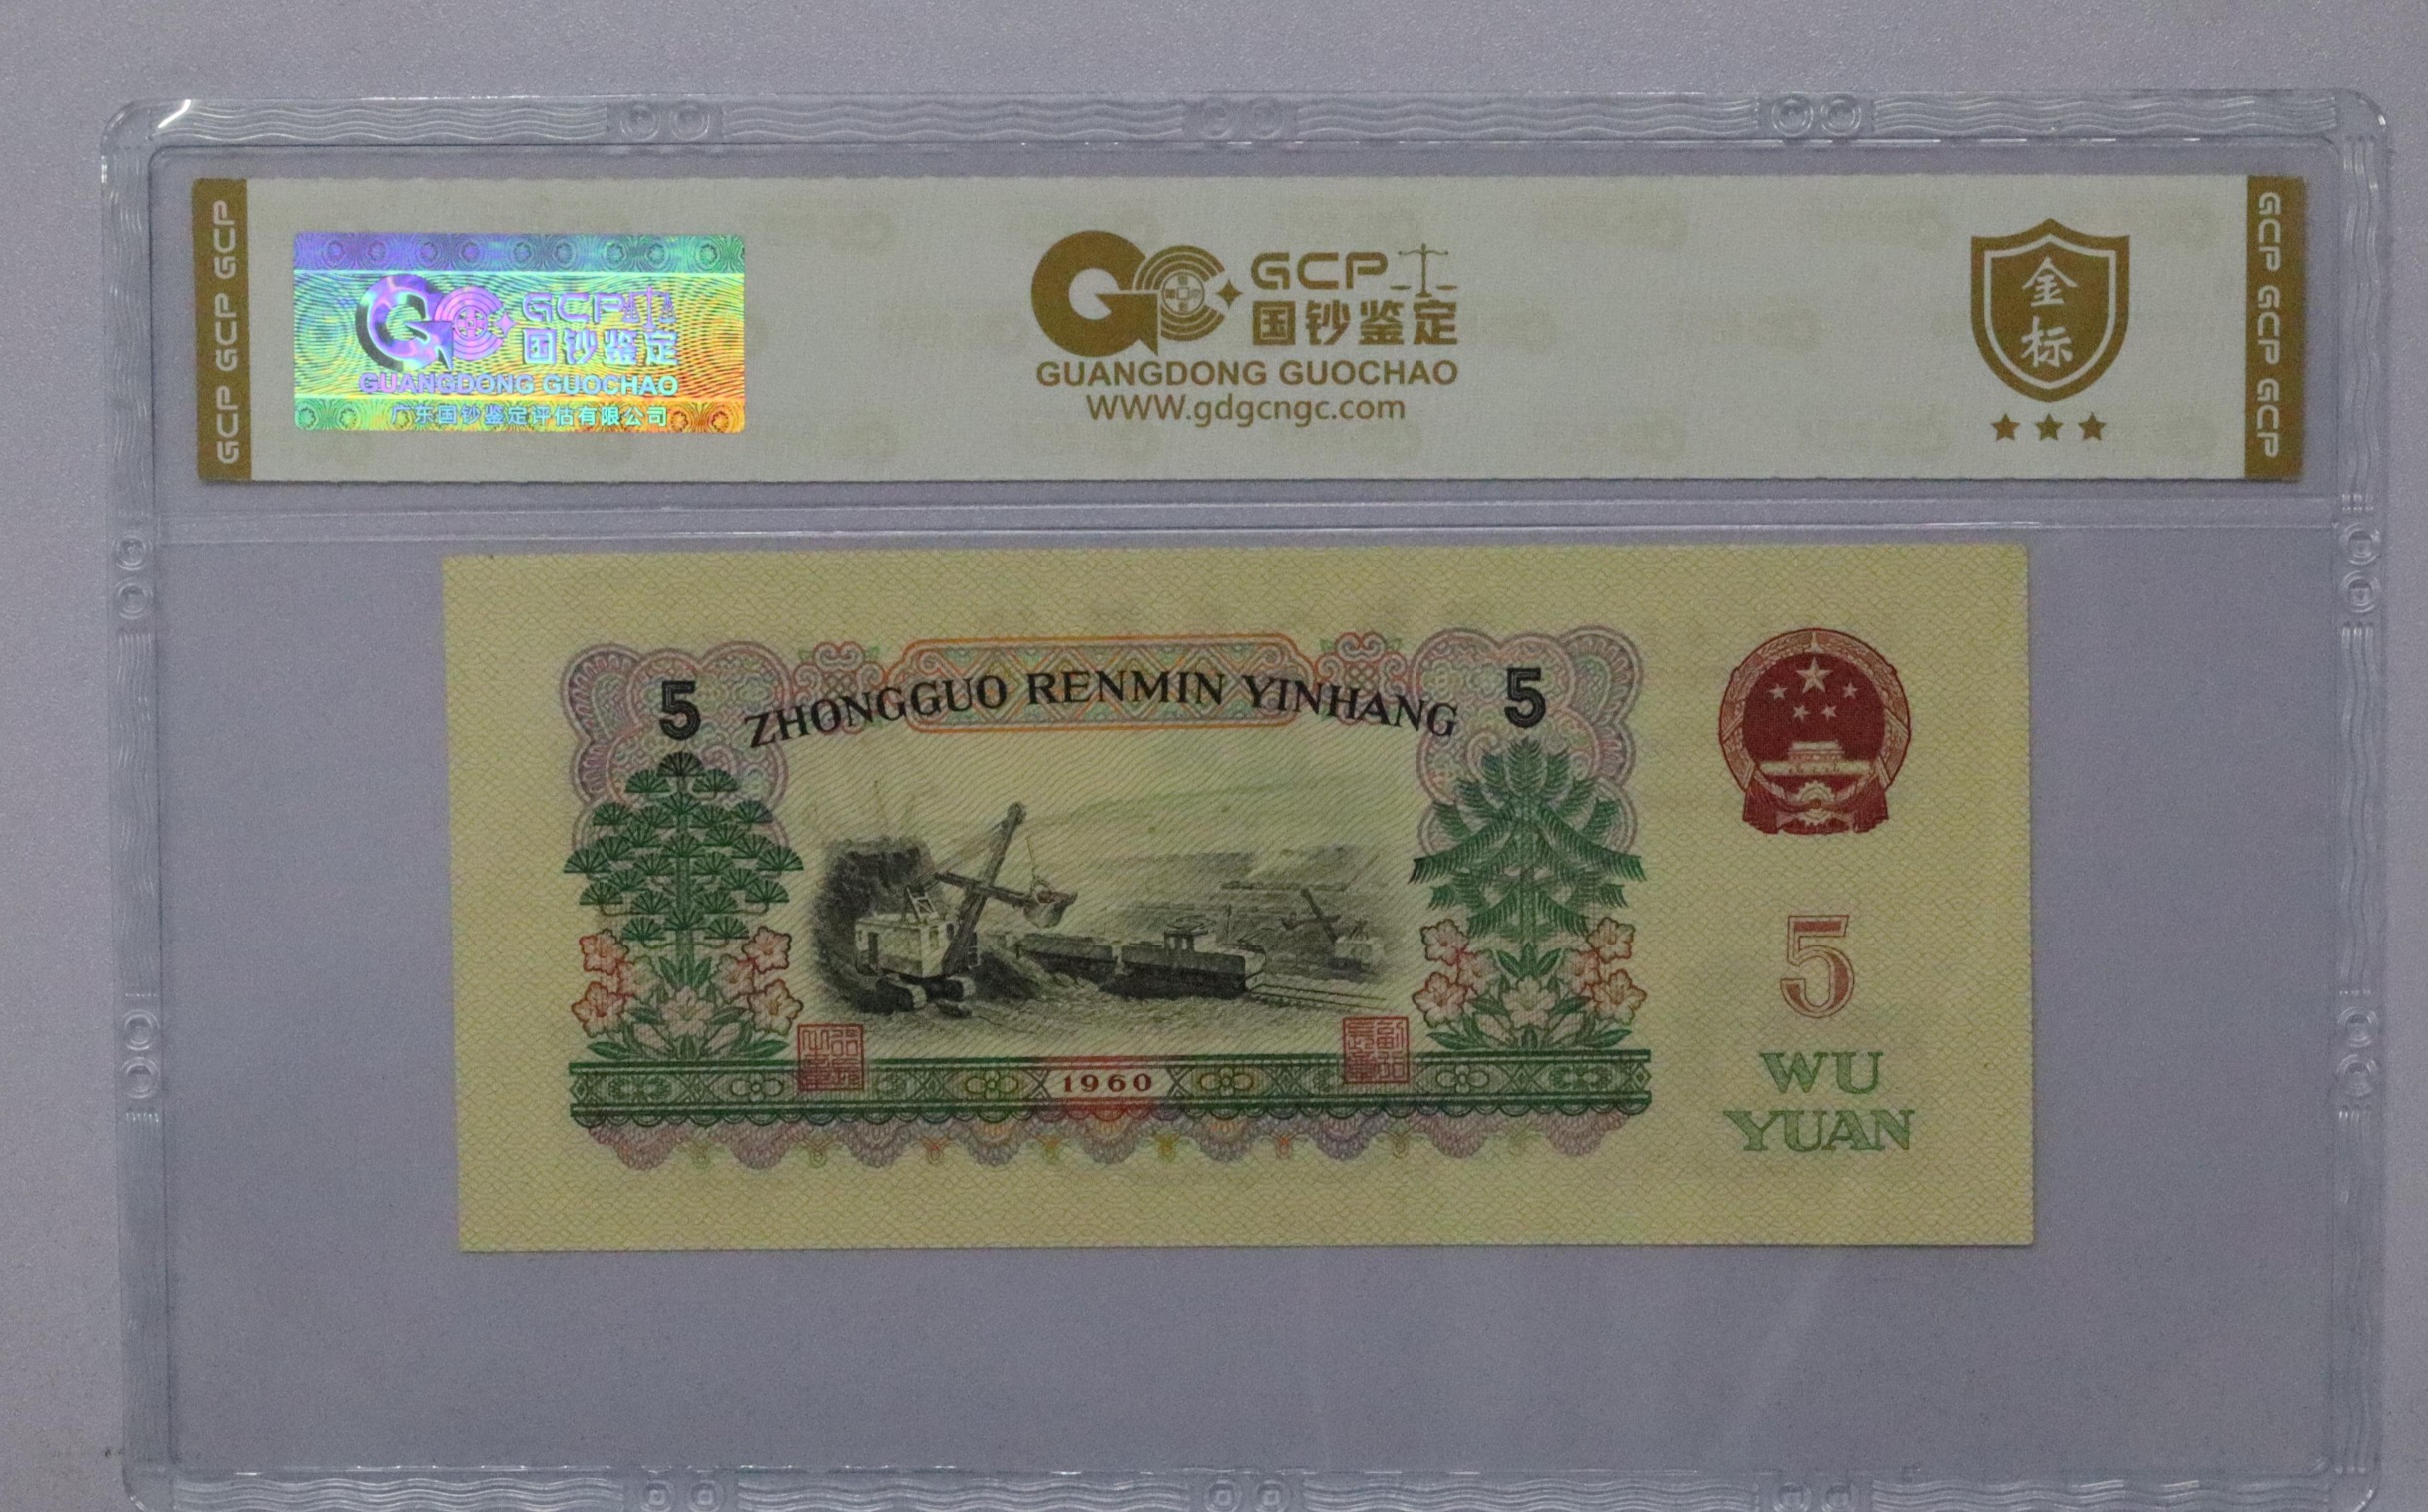 GCP GCP GCP
GCP
国钞鉴定
GUANGDONG GUOCHAO
广东国钞鉴定评估有限公司
GCP
国钞鉴定
GUANGDONG GUOCHAO
WWW.gdgcngc.com
金
标
GCP GCP GCP
5 ZHONGGUO RENMIN YINHANG 5
1960
5
WU
YUAN